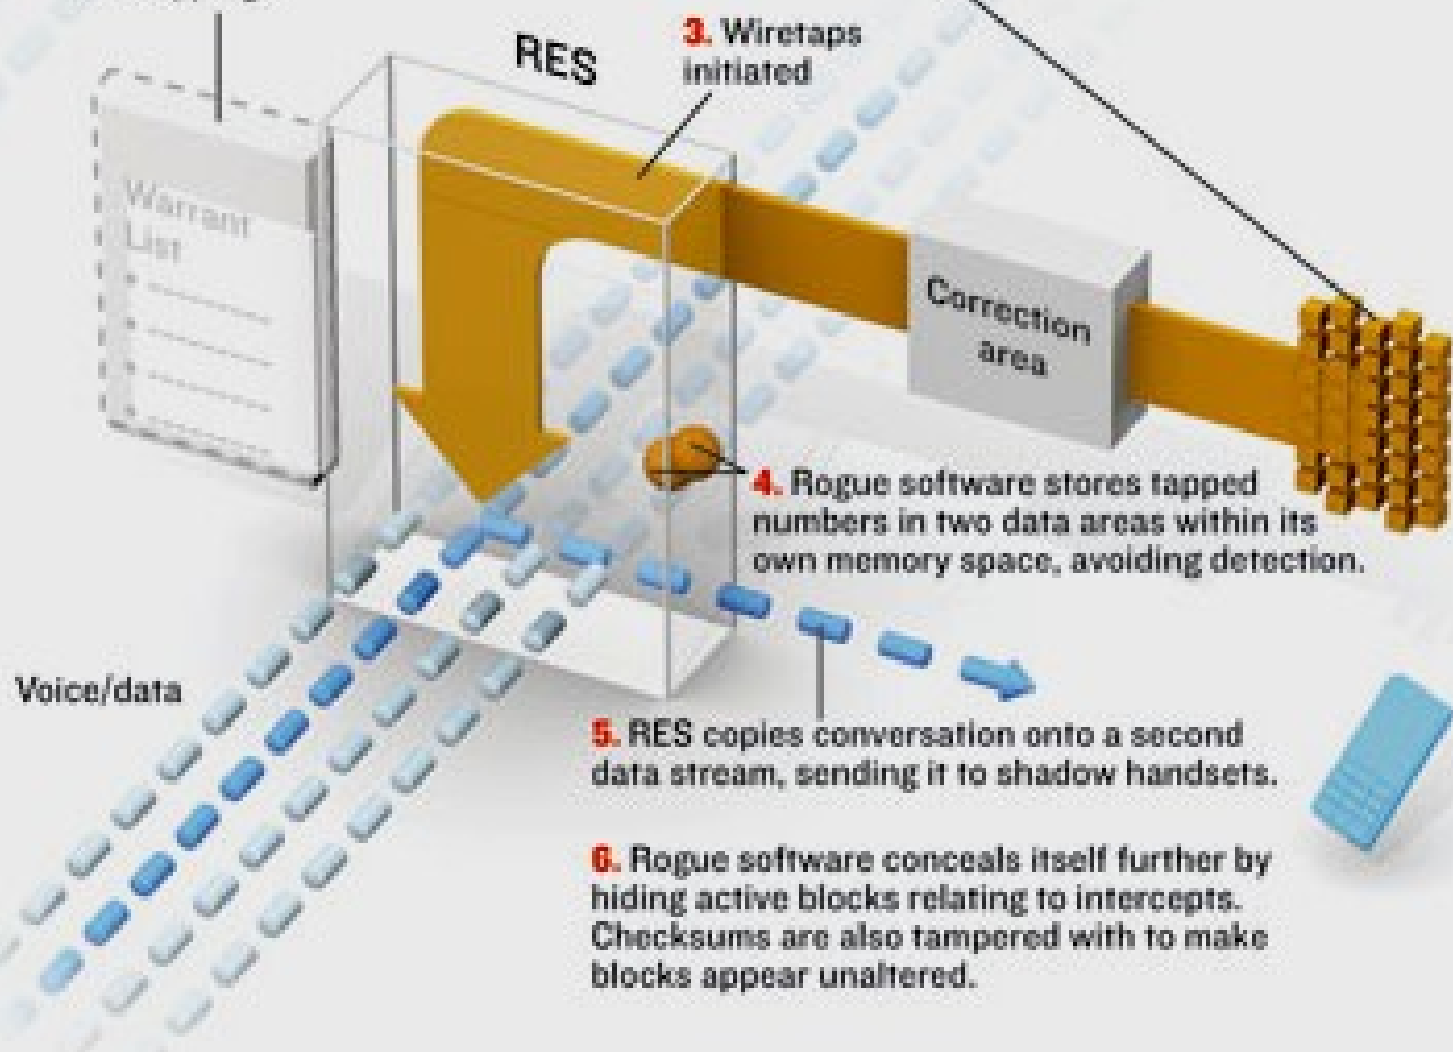 RES
3. Wiretaps
initiated
Warrant
List
Correction
area
4. Rogue software stores tapped
numbers in two data areas within its
own memory space, avoiding detection.
Voice/data
5. RES copies conversation onto a second
data stream, sending it to shadow handsets.
6. Rogue software conceals itself further by
hiding active blocks relating to intercepts.
Checksums are also tampered with to make
blocks appear unaltered.